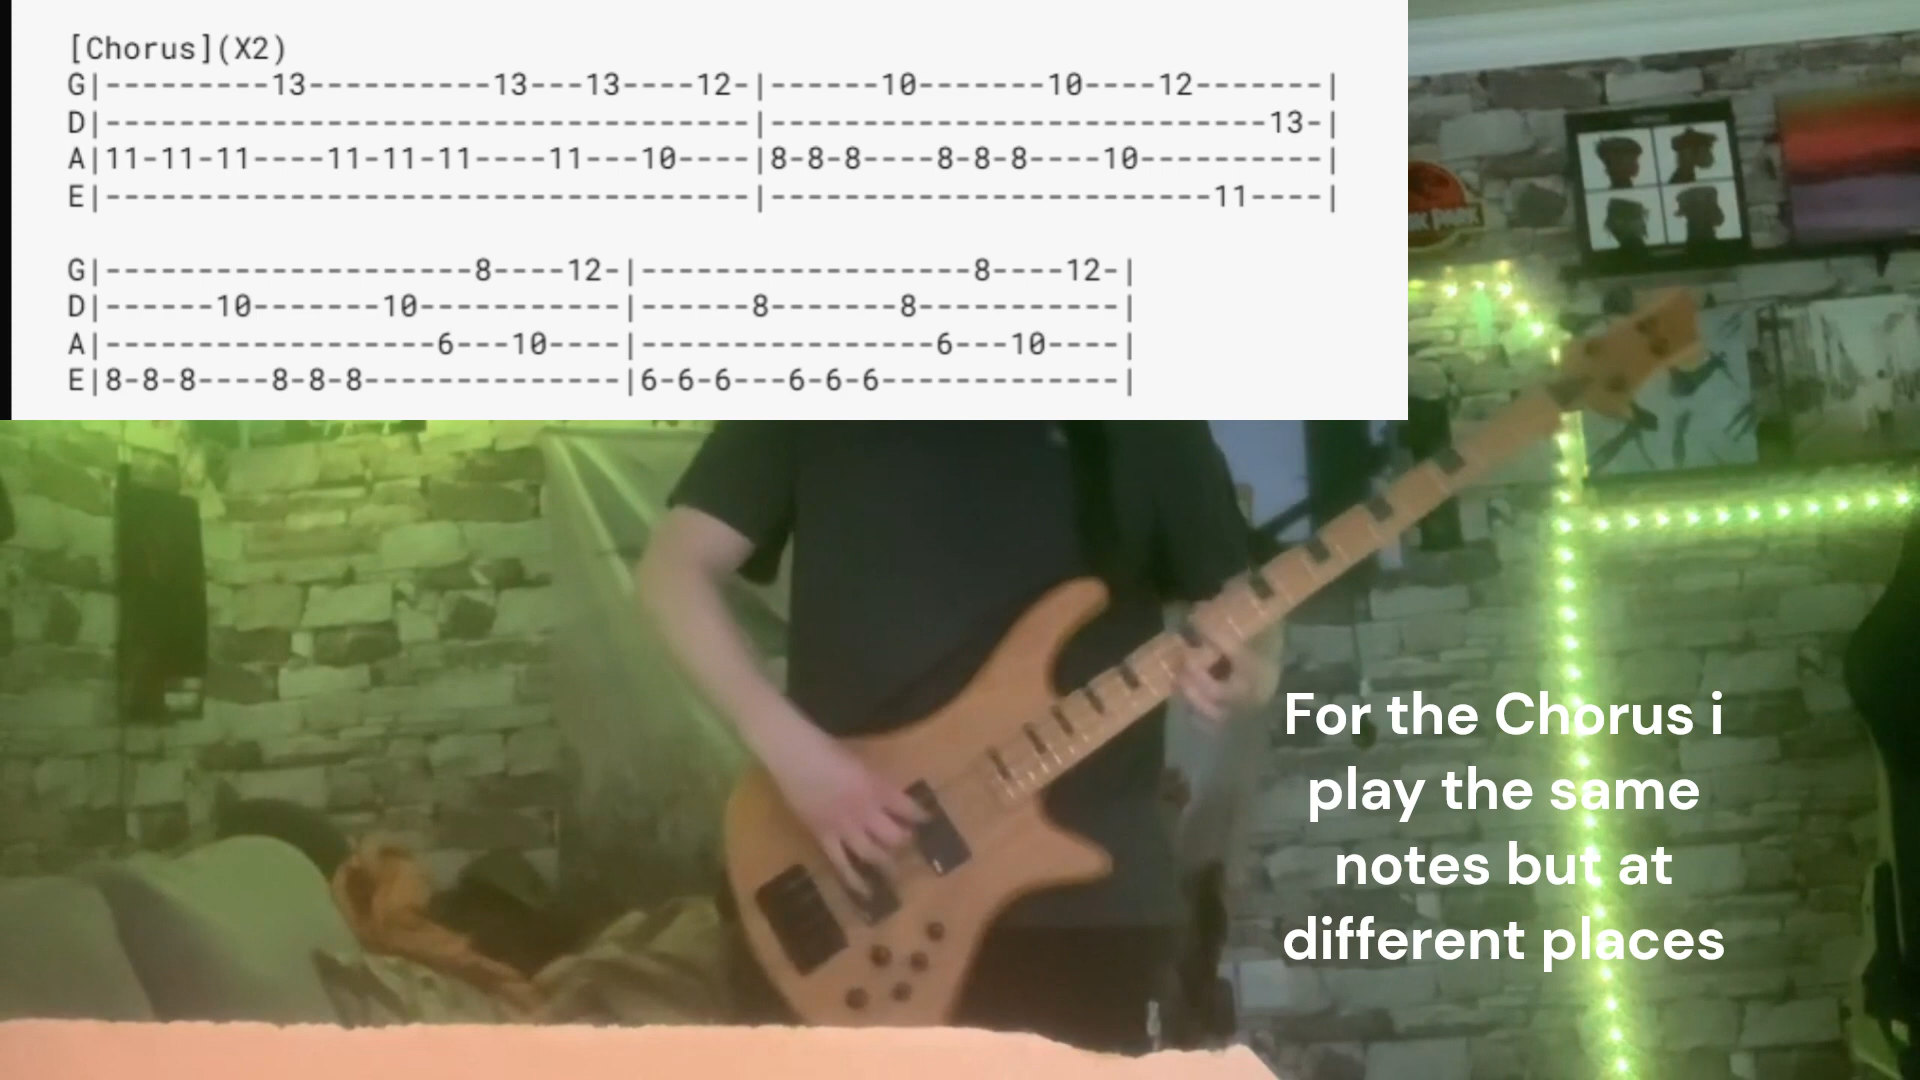 [Chorus](X2)
G|---------13----------13---13----12-|------10-------10----12-------|
D|-----------------------------------|---------------------------13-|
A|11-11-11----11-11-11----11---10----|8-8-8----8-8-8----10----------|
E|-----------------------------------|------------------------11----|
G|--------------------8----12-|------------------8----12-|
D|------10-------10-----------|------8-------8-----------|
A|------------------6---10----|----------------6---10----|
E|8-8-8----8-8-8--------------|6-6-6---6-6-6-------------|
For the Chorus i
play the same
notes but at
different places